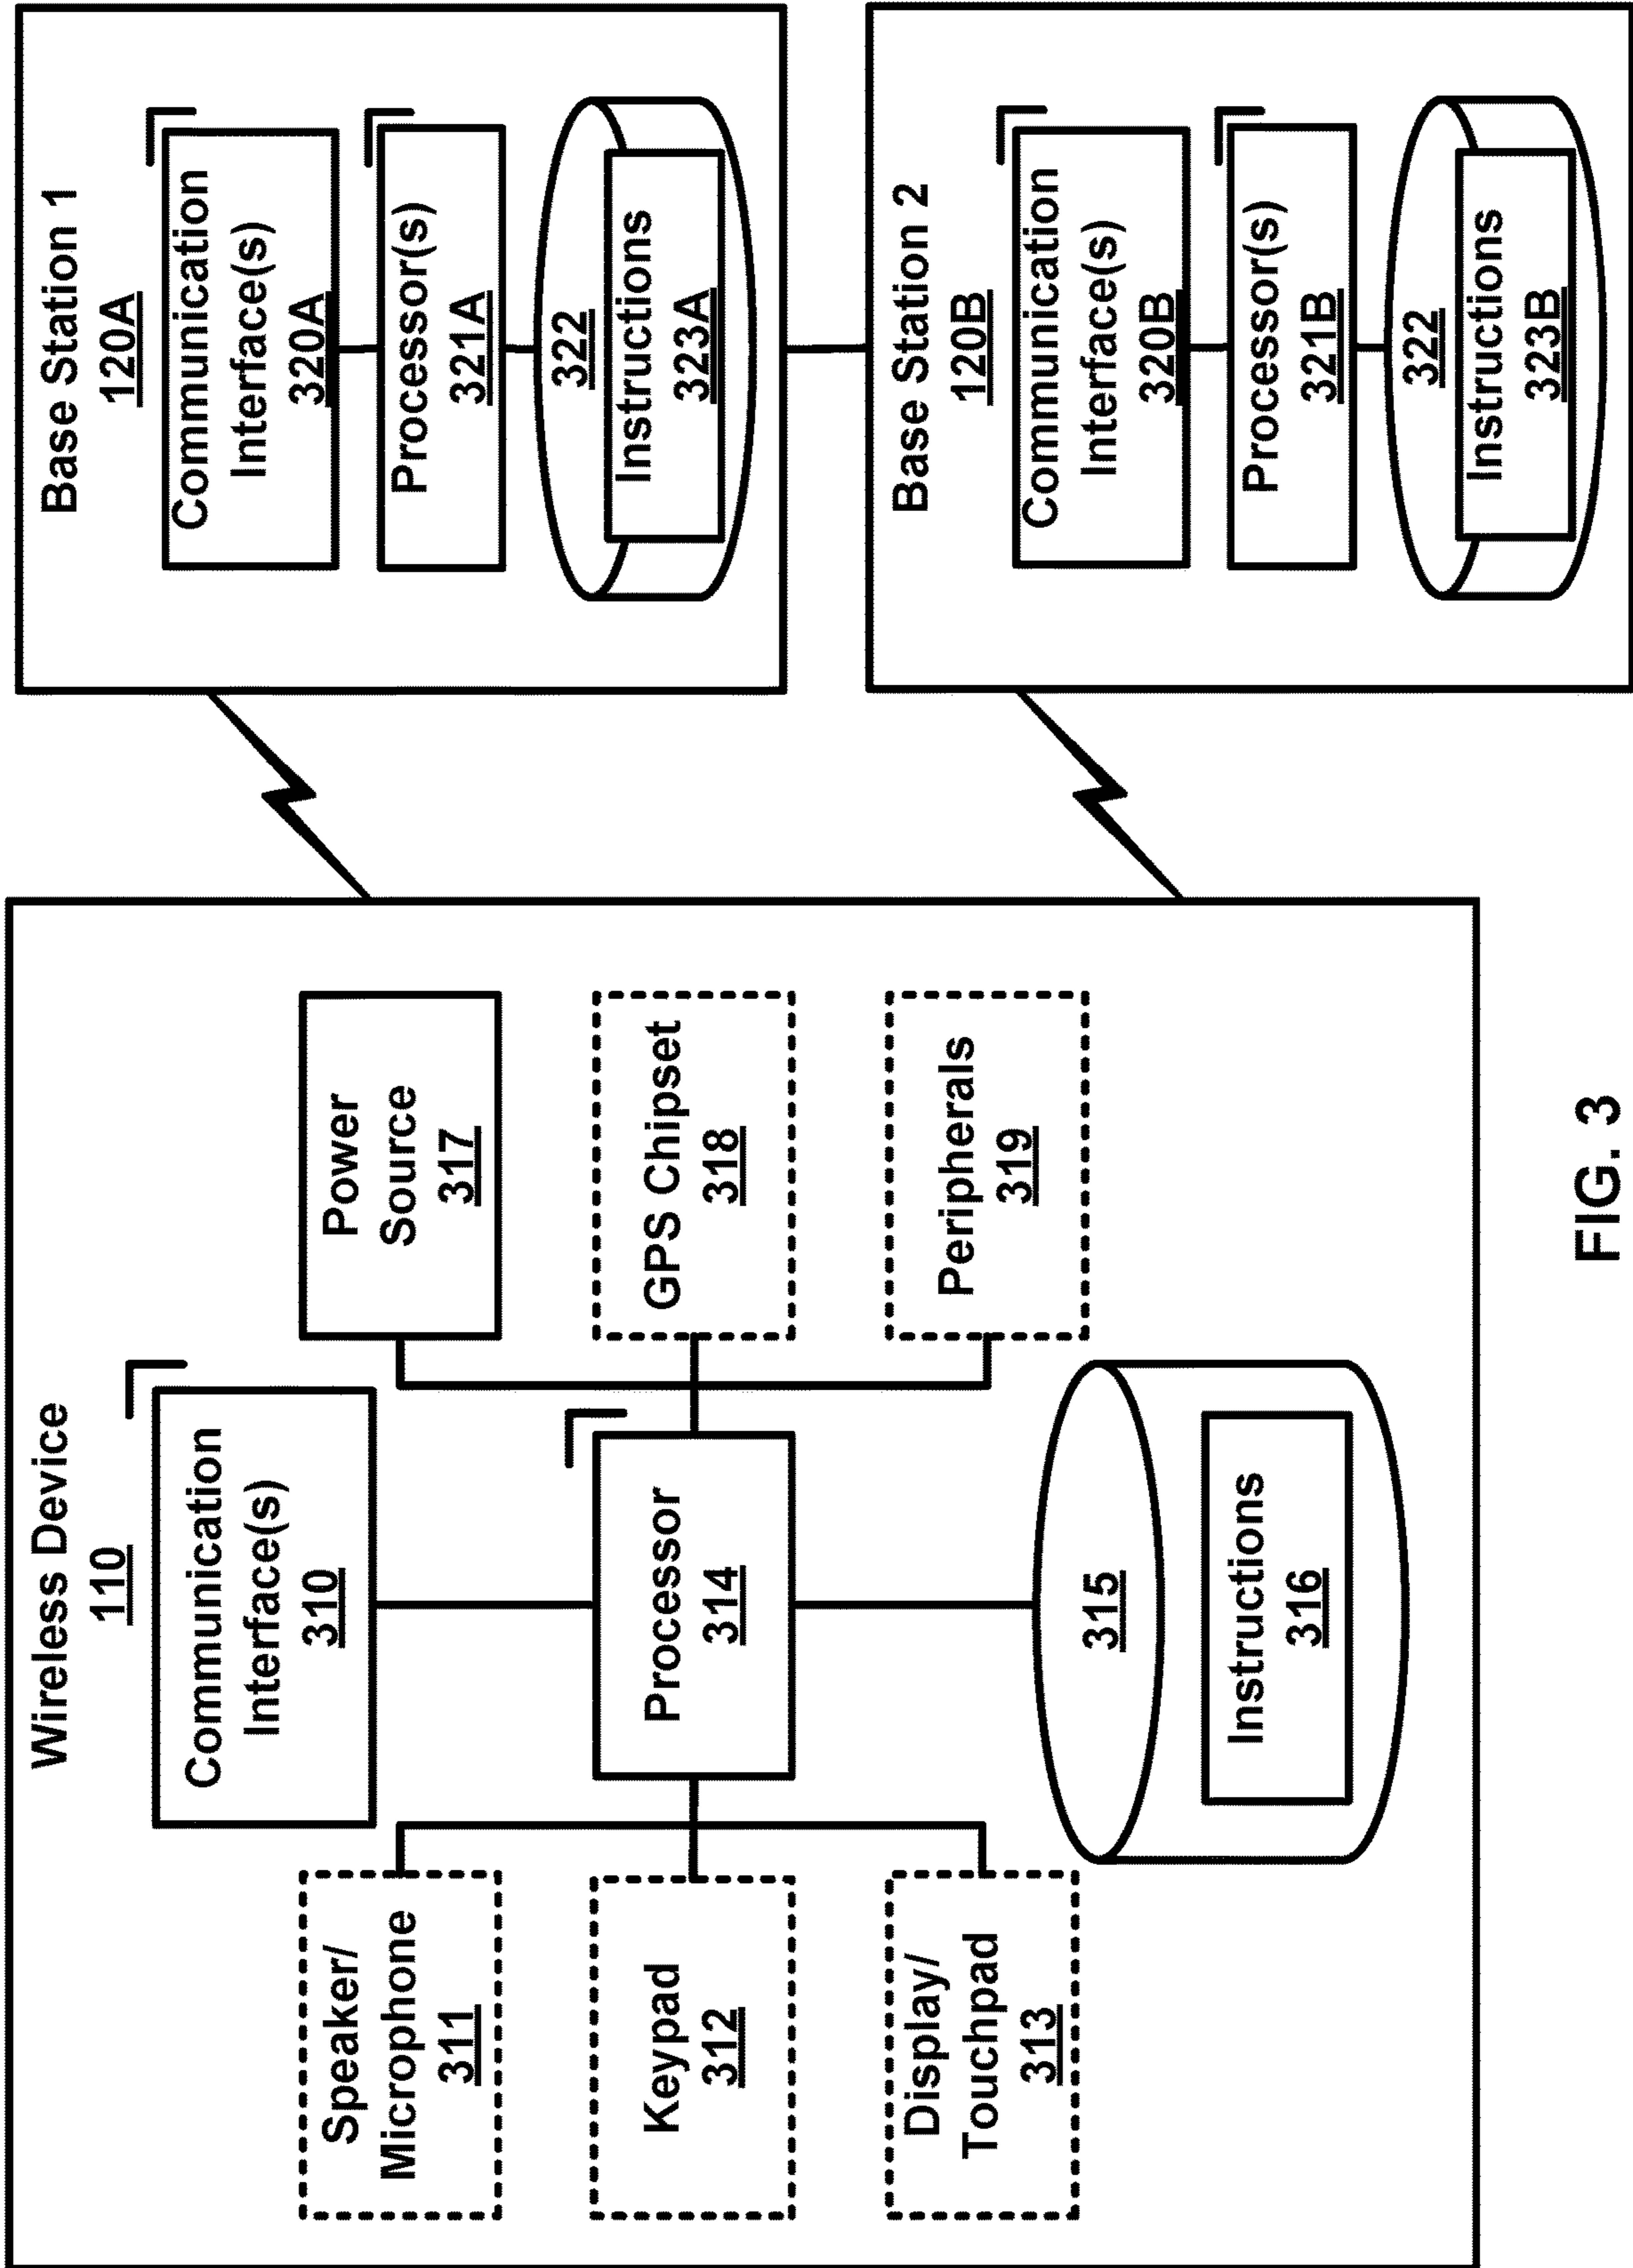 Wireless Device
110
Communication
Interface(s)
310
Speaker/
Microphone
311
Keypad
312
Display/
Touchpad
313
Processor
314
315
Instructions
316
Power
Source
317
GPS Chipset
318
Peripherals
319
Base Station 1
120A
Communication
Interface(s)
320A
Processor(s)
321A
322
Instructions
323A
Base Station 2
120B
Communication
Interface(s)
320B
Processor(s)
321B
322
Instructions
323B
FIG. 3